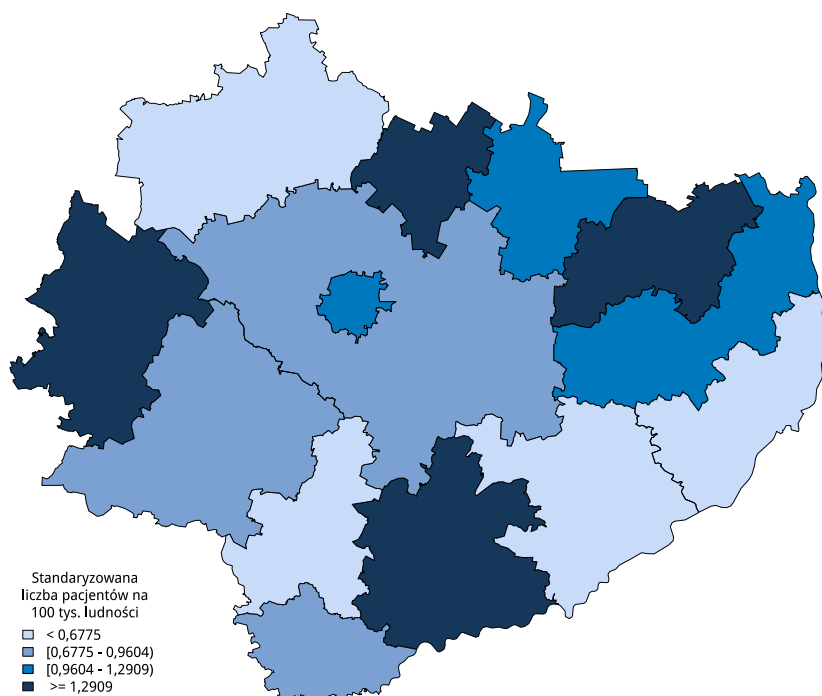 Standaryzowana
liczba pacjentów na
100 tys. ludności
< 0,6775
[0,6775 - 0,9604)
[0,9604 - 1,2909)
>= 1,2909